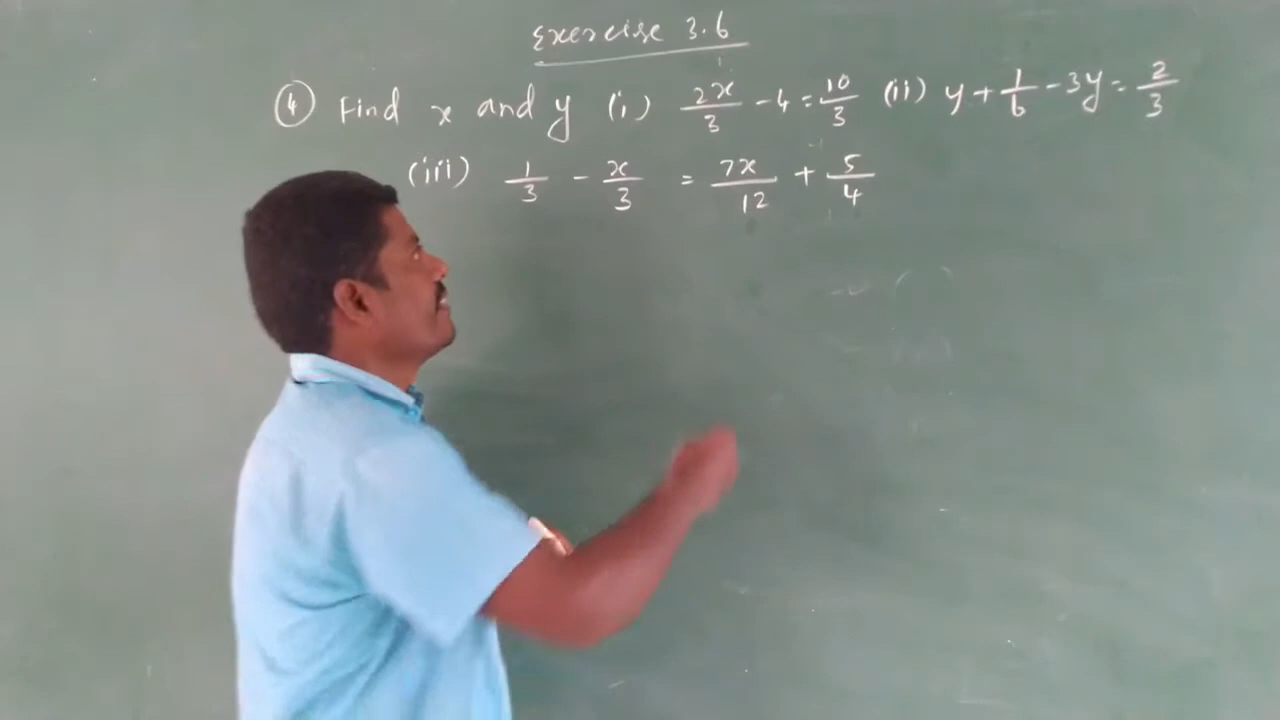 Exercise 3.6
④ Find x and y (i) 2x/3 - 4 = 10/3 (ii) y + 1/6 - 3y = 2/3
(iii) 1/3 - x/3 = 7x/12 + 5/4